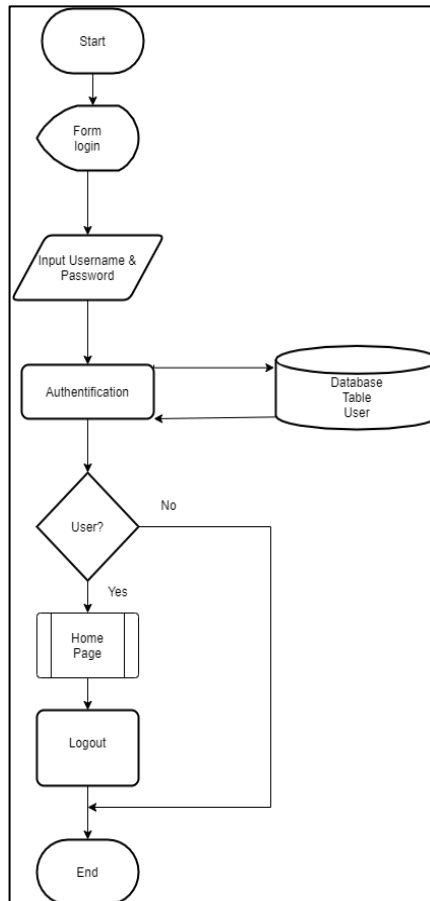 Start
Form
login
Input Username &
Password
Authentification
Database
Table
User
User?
No
Yes
Home
Page
Logout
End